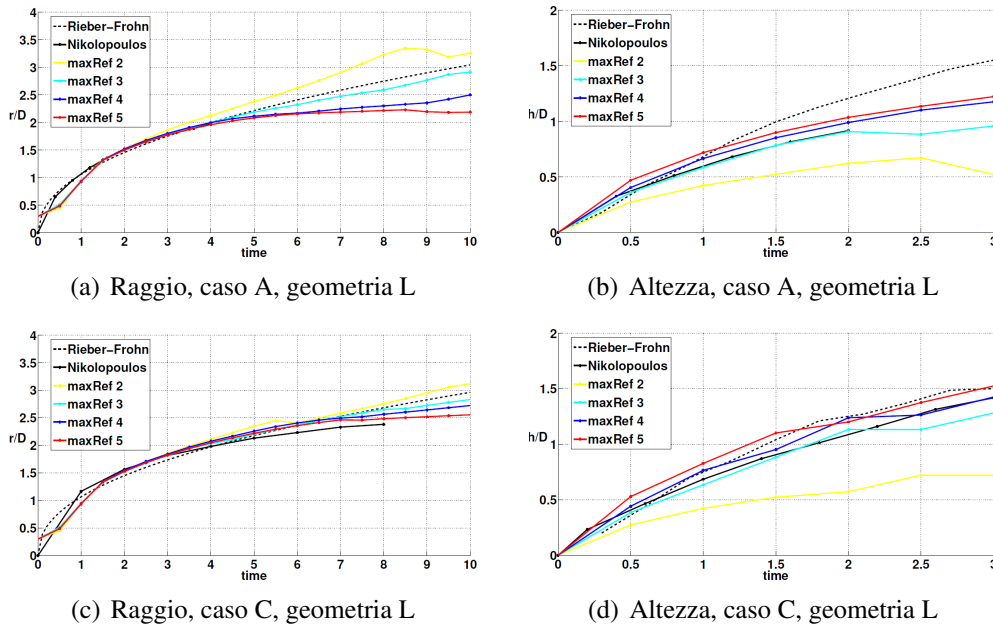 4
3.5
3
2.5
2
r/D
1.5
1
0.5
0
Rieber−Frohn
Nikolopoulos
maxRef 2
maxRef 3
maxRef 4
maxRef 5
0 1 2 3 4 5 6 7 8 9 10
time
(a) Raggio, caso A, geometria L
2
1.5
h/D
1
0.5
0
Rieber−Frohn
Nikolopoulos
maxRef 2
maxRef 3
maxRef 4
maxRef 5
0.5 1 1.5 2 2.5 3
time
(b) Altezza, caso A, geometria L
4
3.5
3
2.5
r/D
2
1.5
1
0.5
0
Rieber−Frohn
Nikolopoulos
maxRef 2
maxRef 3
maxRef 4
maxRef 5
0 1 2 3 4 5 6 7 8 9 10
time
(c) Raggio, caso C, geometria L
2
1.5
h/D
1
0.5
0
Rieber−Frohn
Nikolopoulos
maxRef 2
maxRef 3
maxRef 4
maxRef 5
0 0.5 1 1.5 2 2.5 3
time
(d) Altezza, caso C, geometria L